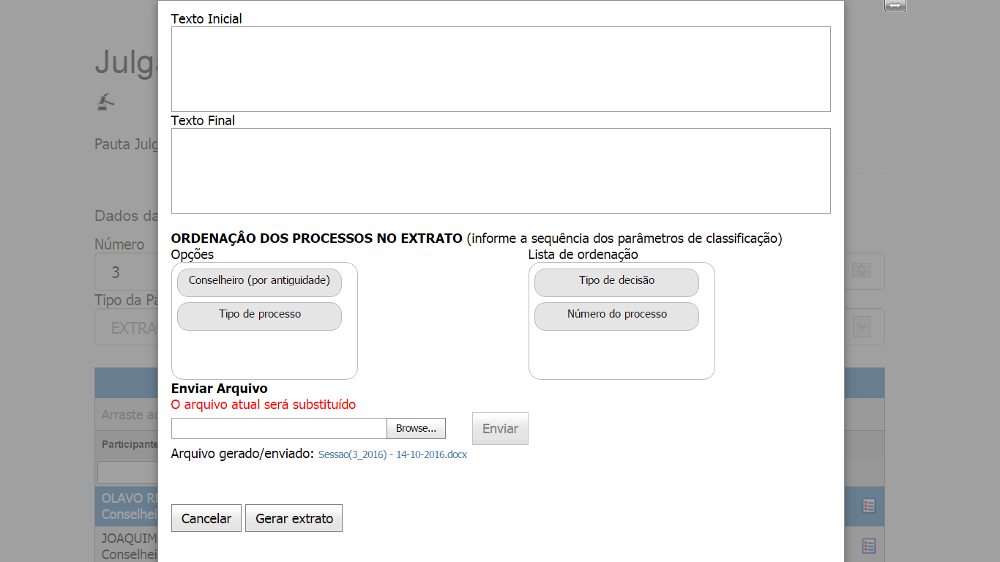 Texto Inicial
Julga
Texto Final
Pauta Julg
Dados da
ORDENAÇÂO DOS PROCESSOS NO EXTRATO (informe a sequência dos parâmetros de classificação)
Número
Opções
Lista de ordenação
3
Conselheiro (por antiguidade)
Tipo de decisão
Tipo da Pa
Tipo de processo
Número do processo
EXTRA
Enviar Arquivo
O arquivo atual será substituído
Arraste ao
Browse...
Enviar
Participante
Arquivo gerado/enviado: Sessao(3_2016) - 14-10-2016.docx
OLAVO RE
Conselhei
Cancelar
Gerar extrato
JOAQUIM
Conselhei